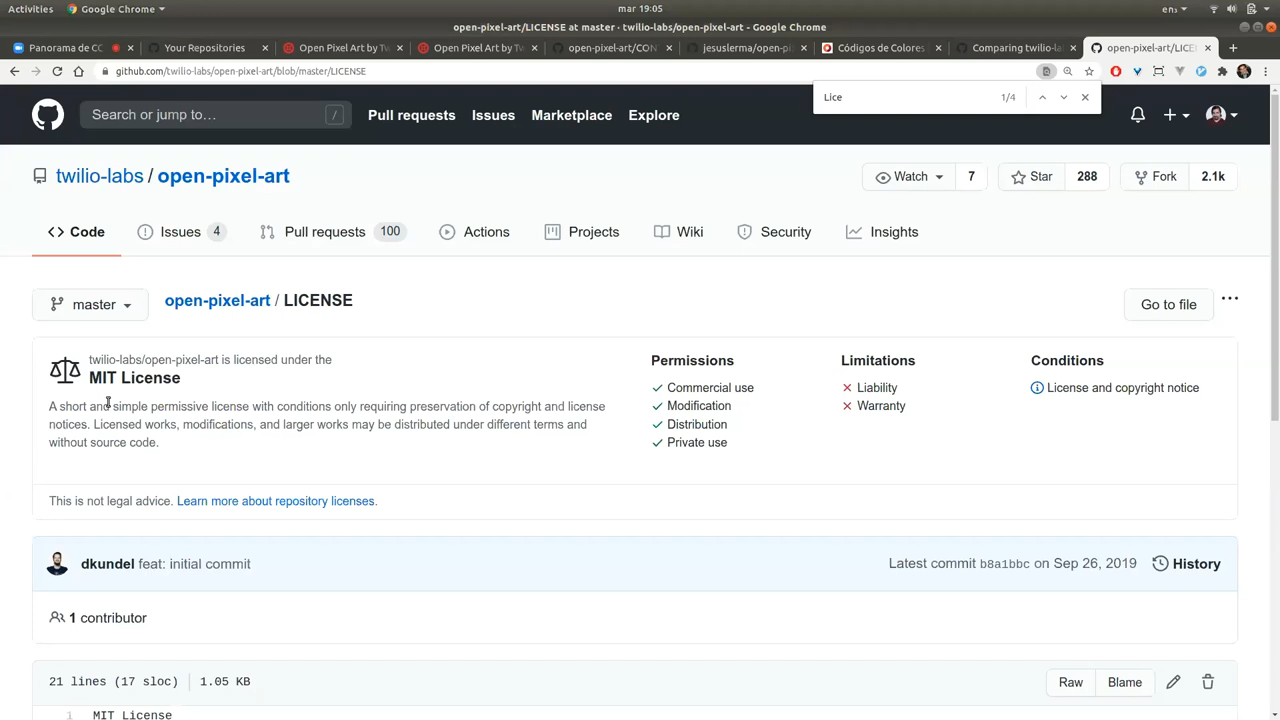 Activities Google Chrome mar 19:05 en₅
open-pixel-art/LICENSE at master · twilio-labs/open-pixel-art - Google Chrome
Panorama de CC Your Repositories Open Pixel Art by Tw Open Pixel Art by Tw open-pixel-art/CON jesuslerma/open-pi Códigos de Colores Comparing twilio-la open-pixel-art/LICE
github.com/twilio-labs/open-pixel-art/blob/master/LICENSE
Lice 1/4
Search or jump to… / Pull requests Issues Marketplace Explore
twilio-labs / open-pixel-art Watch 7 Star 288 Fork 2.1k
Code Issues 4 Pull requests 100 Actions Projects Wiki Security Insights
master open-pixel-art / LICENSE Go to file
twilio-labs/open-pixel-art is licensed under the
MIT License
A short and simple permissive license with conditions only requiring preservation of copyright and license
notices. Licensed works, modifications, and larger works may be distributed under different terms and
without source code.
Permissions
Commercial use
Modification
Distribution
Private use
Limitations
Liability
Warranty
Conditions
License and copyright notice
This is not legal advice. Learn more about repository licenses.
dkundel feat: initial commit Latest commit b8a1bbc on Sep 26, 2019 History
1 contributor
21 lines (17 sloc) 1.05 KB Raw Blame
1 MIT License